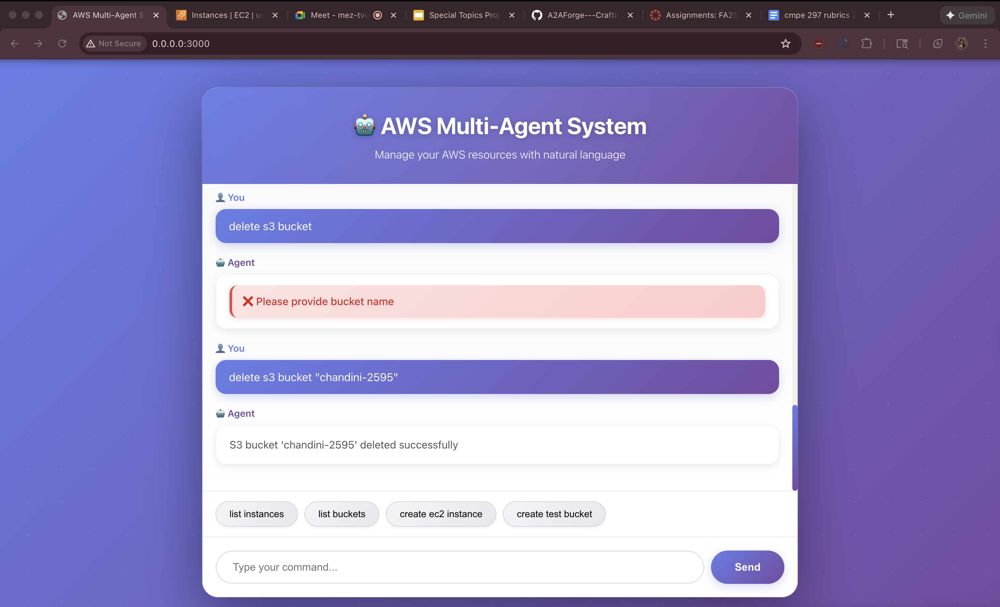 AWS Multi-Agent S
Instances | EC2 | us
Meet - mez-tvu
Special Topics Proj
A2AForge---Craftin
Assignments: FA25
cmpe 297 rubrics 2
Gemini
Not Secure
0.0.0.0:3000
🤖 AWS Multi-Agent System
Manage your AWS resources with natural language
👤 You
delete s3 bucket
🤖 Agent
❌ Please provide bucket name
👤 You
delete s3 bucket "chandini-2595"
🤖 Agent
S3 bucket 'chandini-2595' deleted successfully
list instances
list buckets
create ec2 instance
create test bucket
Type your command...
Send